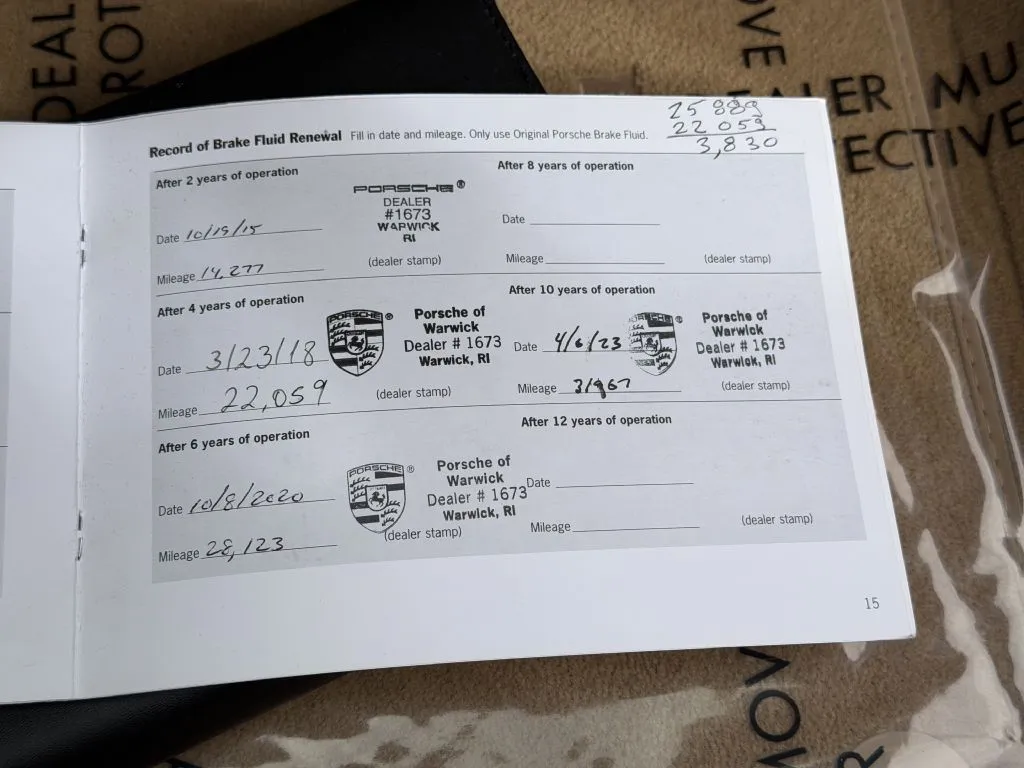 DEAL
ROT
OVE
ALER MU
ECTIVE
25 889
22 059
3,830
Record of Brake Fluid Renewal Fill in date and mileage. Only use Original Porsche Brake Fluid.
After 2 years of operation
PORSCHE®
DEALER
#1673
WARWICK
RI
Date 10/19/15
Mileage 14,277
(dealer stamp)
After 8 years of operation
Date
Mileage
(dealer stamp)
After 4 years of operation
PORSCHE ®
Porsche of
Warwick
Dealer # 1673
Warwick, RI
Date 3/23/18
Mileage 22,059
(dealer stamp)
After 10 years of operation
PORSCHE ®
Porsche of
Warwick
Dealer # 1673
Warwick, RI
Date 4/6/23
Mileage 31967
(dealer stamp)
After 6 years of operation
PORSCHE ®
Porsche of
Warwick
Dealer # 1673
Warwick, RI
Date 10/8/2020
Mileage 28,123
(dealer stamp)
After 12 years of operation
Date
Mileage
(dealer stamp)
15
MOV